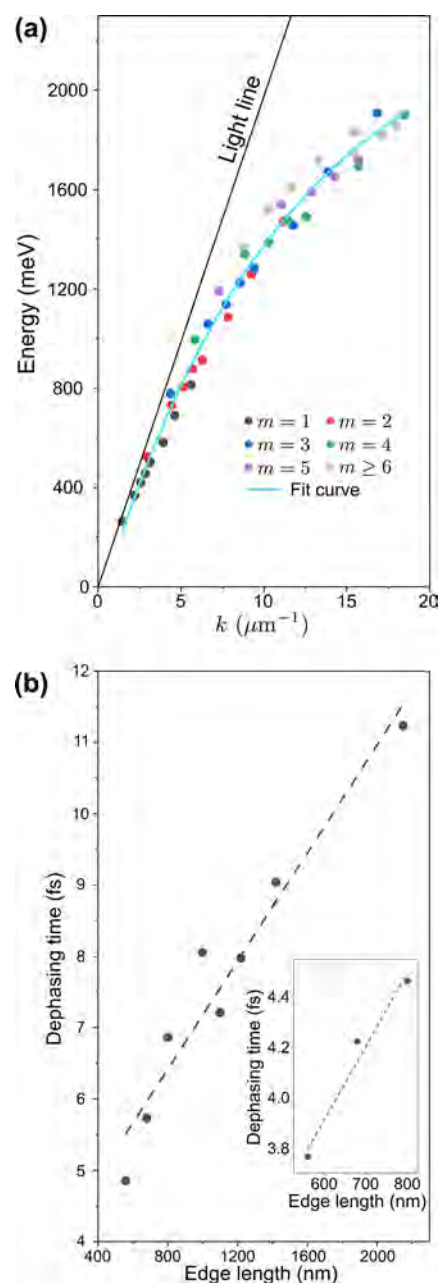 (a)
2000
1600
1200
800
400
0
Energy (meV)
Light line
m = 1 m = 2
m = 3 m = 4
m = 5 m ≥ 6
Fit curve
0 5 10 15 20
k (μm⁻¹)
(b)
12
11
10
9
8
7
6
5
4
Dephasing time (fs)
400 800 1200 1600 2000
Edge length (nm)
4.4
4.2
4.0
3.8
Dephasing time (fs)
600 700 800
Edge length (nm)